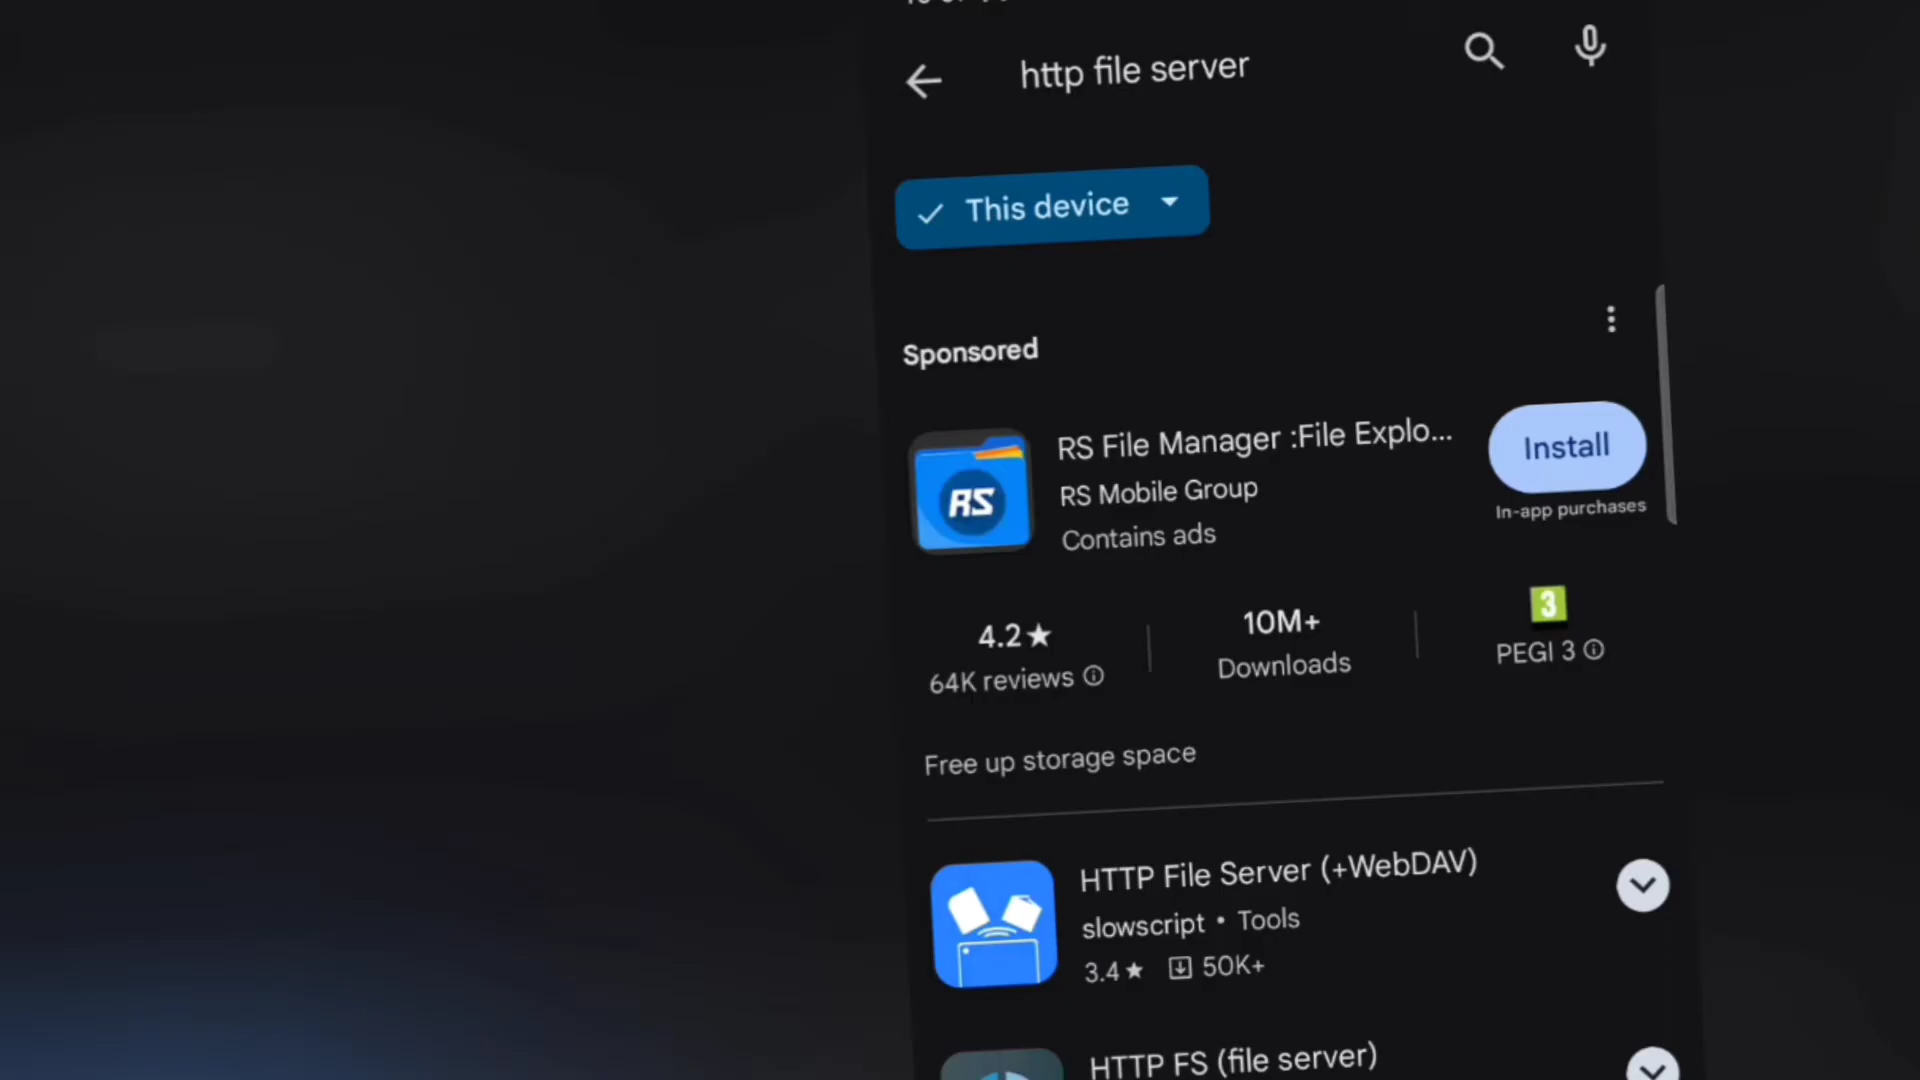 http file server
This device
Sponsored
RS File Manager :File Explo...
RS Mobile Group
Contains ads
Install
In-app purchases
RS
4.2★
64K reviews
10M+
Downloads
3
PEGI 3
Free up storage space
HTTP File Server (+WebDAV)
slowscript • Tools
3.4★ 50K+
HTTP FS (file server)